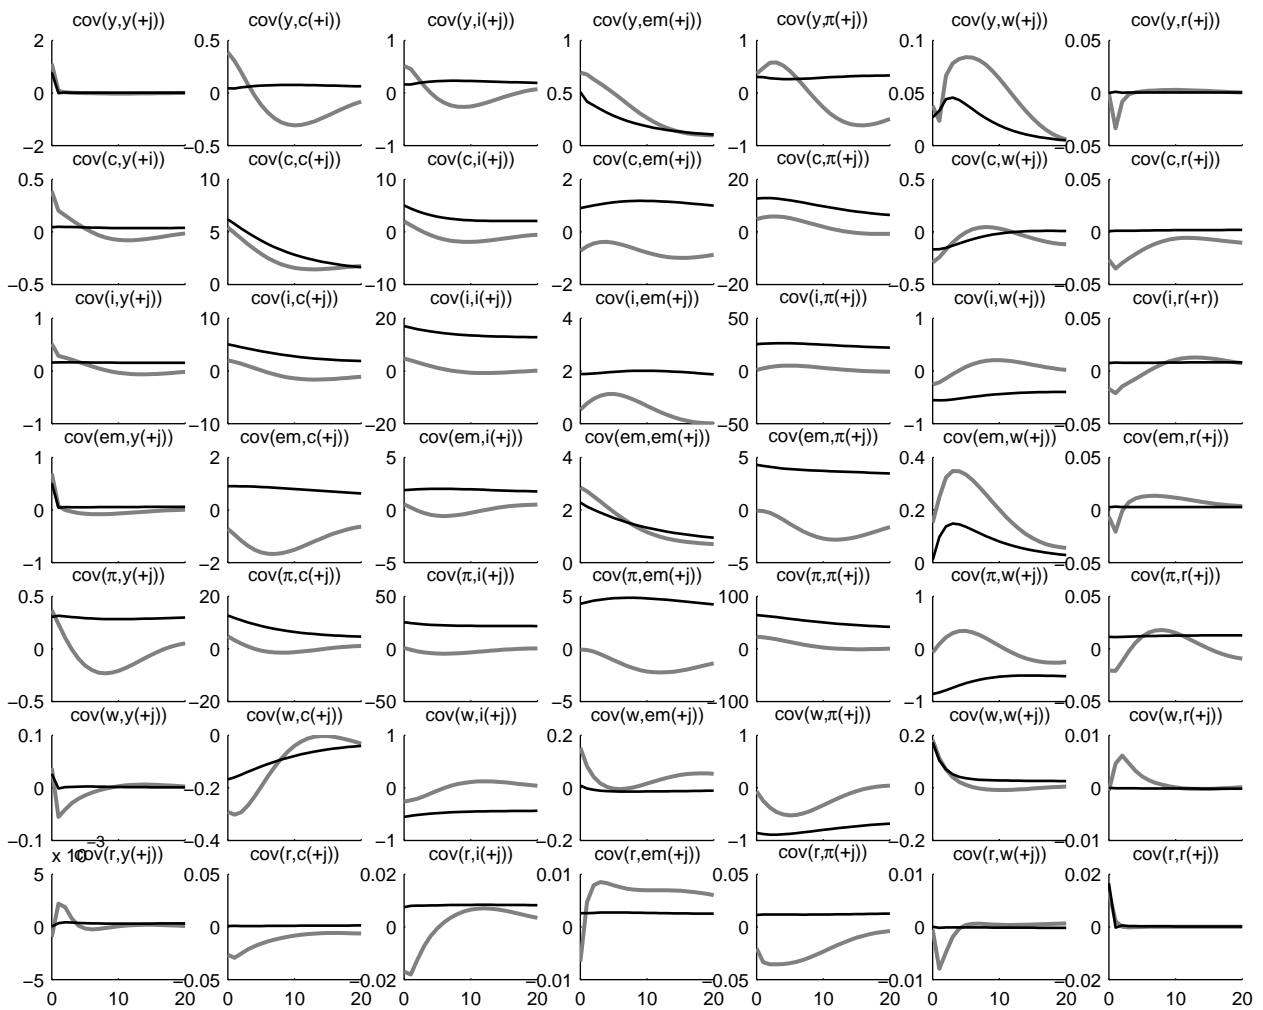 cov(y,y(+j)) cov(y,c(+i)) cov(y,i(+j)) cov(y,em(+j)) cov(y,π(+j)) cov(y,w(+j)) cov(y,r(+j))
2 0.5 1 1 1 0.1 0.05
0 0 0 0.5 0 0.05 0
−2 −0.5 −1 0 −1 0 −0.05
cov(c,y(+i)) cov(c,c(+j)) cov(c,i(+j)) cov(c,em(+j)) cov(c,π(+j)) cov(c,w(+j)) cov(c,r(+j))
0.5 10 10 2 20 0.5 0.05
0 5 0 0 0 0 0
−0.5 0 −10 −2 −20 −0.5 −0.05
cov(i,y(+j)) cov(i,c(+j)) cov(i,i(+j)) cov(i,em(+j)) cov(i,π(+j)) cov(i,w(+j)) cov(i,r(+r))
1 10 20 4 50 1 0.05
0 0 0 2 0 0 0
−1 −10 −20 0 −50 −1 −0.05
cov(em,y(+j)) cov(em,c(+j)) cov(em,i(+j)) cov(em,em(+j)) cov(em,π(+j)) cov(em,w(+j)) cov(em,r(+j))
1 2 5 4 5 0.4 0.05
0 0 0 2 0 0.2 0
−1 −2 −5 0 −5 0 −0.05
cov(π,y(+j)) cov(π,c(+j)) cov(π,i(+j)) cov(π,em(+j)) cov(π,π(+j)) cov(π,w(+j)) cov(π,r(+j))
0.5 20 50 5 100 1 0.05
0 0 0 0 0 0 0
−0.5 −20 −50 −5 −100 −1 −0.05
cov(w,y(+j)) cov(w,c(+j)) cov(w,i(+j)) cov(w,em(+j)) cov(w,π(+j)) cov(w,w(+j)) cov(w,r(+j))
0.1 0 1 0.2 1 0.2 0.01
0 −0.2 0 0 0 0 0
−0.1 −0.4 −1 −0.2 −1 −0.2 −0.01
x 10−3 cov(r,y(+j)) cov(r,c(+j)) cov(r,i(+j)) cov(r,em(+j)) cov(r,π(+j)) cov(r,w(+j)) cov(r,r(+j))
5 0.05 0.02 0.01 0.05 0.01 0.02
0 0 0 0 0 0 0
−5 −0.05 −0.02 −0.01 −0.05 −0.01 −0.02
0 10 20 0 10 20 0 10 20 0 10 20 0 10 20 0 10 20 0 10 20